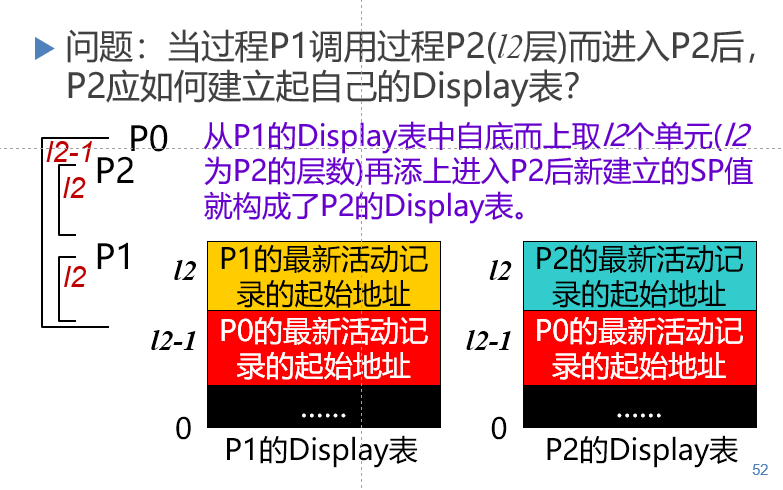 问题：当过程P1调用过程P2(l2层)而进入P2后，
P2应如何建立起自己的Display表？
从P1的Display表中自底而上取l2个单元(l2
为P2的层数)再添上进入P2后新建立的SP值
就构成了P2的Display表。
P0
l2-1
P2
l2
P1
l2
l2
P1的最新活动记
录的起始地址
l2-1
P0的最新活动记
录的起始地址
......
0
P1的Display表
l2
P2的最新活动记
录的起始地址
l2-1
P0的最新活动记
录的起始地址
......
0
P2的Display表
52